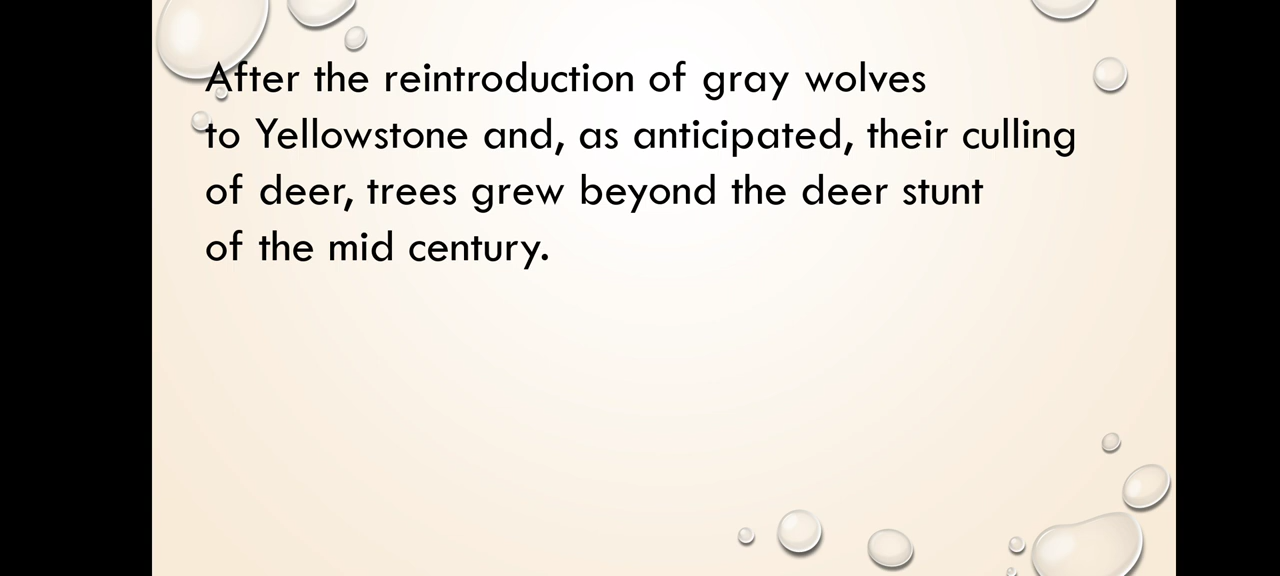 After the reintroduction of gray wolves
to Yellowstone and, as anticipated, their culling
of deer, trees grew beyond the deer stunt
of the mid century.